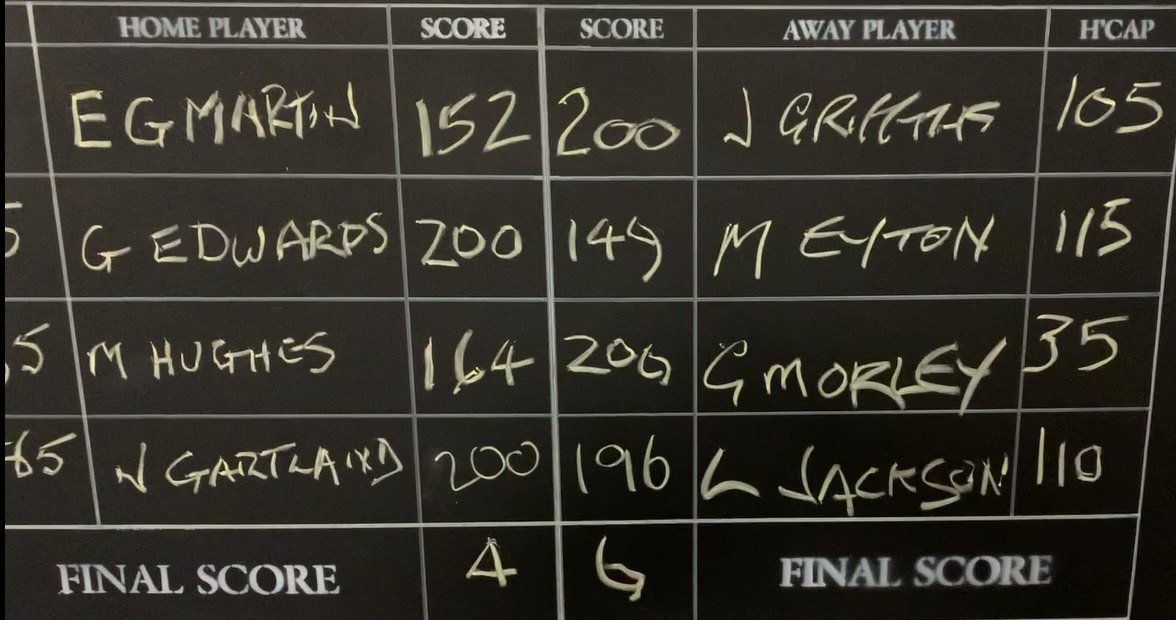 HOME PLAYER SCORE SCORE AWAY PLAYER H'CAP
E G MARTIN 152 200 J GRIFFITHS 105
5 G EDWARDS 200 149 M EYTON 115
5 M HUGHES 164 200 G MORLEY 35
65 J GARTLAND 200 196 L JACKSON 110
FINAL SCORE 4 6 FINAL SCORE